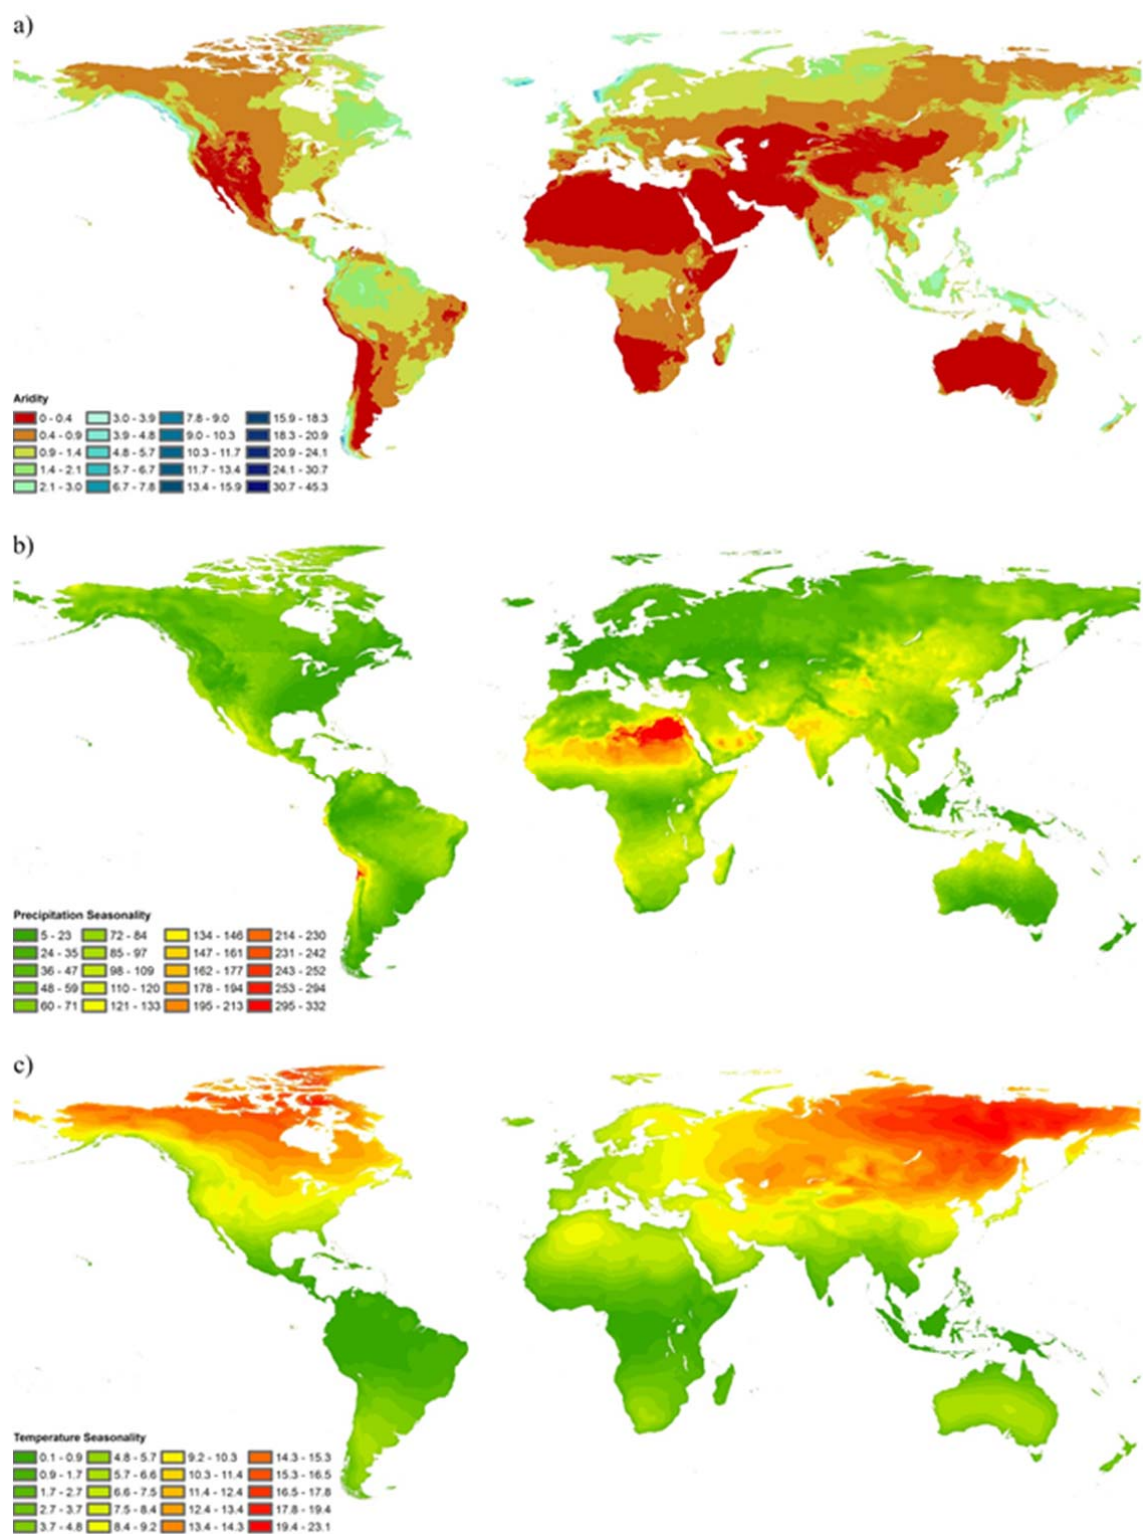 a)
Aridity
0 - 0.4 3.0 - 3.9 7.8 - 9.0 15.9 - 18.3
0.4 - 0.9 3.9 - 4.8 9.0 - 10.3 18.3 - 20.9
0.9 - 1.4 4.8 - 5.7 10.3 - 11.7 20.9 - 24.1
1.4 - 2.1 5.7 - 6.7 11.7 - 13.4 24.1 - 30.7
2.1 - 3.0 6.7 - 7.8 13.4 - 15.9 30.7 - 45.3
b)
Precipitation Seasonality
5 - 23 72 - 84 134 - 146 214 - 230
24 - 35 85 - 97 147 - 161 231 - 242
36 - 47 98 - 109 162 - 177 243 - 252
48 - 59 110 - 120 178 - 194 253 - 294
60 - 71 121 - 133 195 - 213 295 - 332
c)
Temperature Seasonality
0.1 - 0.9 4.8 - 5.7 9.2 - 10.3 14.3 - 15.3
0.9 - 1.7 5.7 - 6.6 10.3 - 11.4 15.3 - 16.5
1.7 - 2.7 6.6 - 7.5 11.4 - 12.4 16.5 - 17.8
2.7 - 3.7 7.5 - 8.4 12.4 - 13.4 17.8 - 19.4
3.7 - 4.8 8.4 - 9.2 13.4 - 14.3 19.4 - 23.1